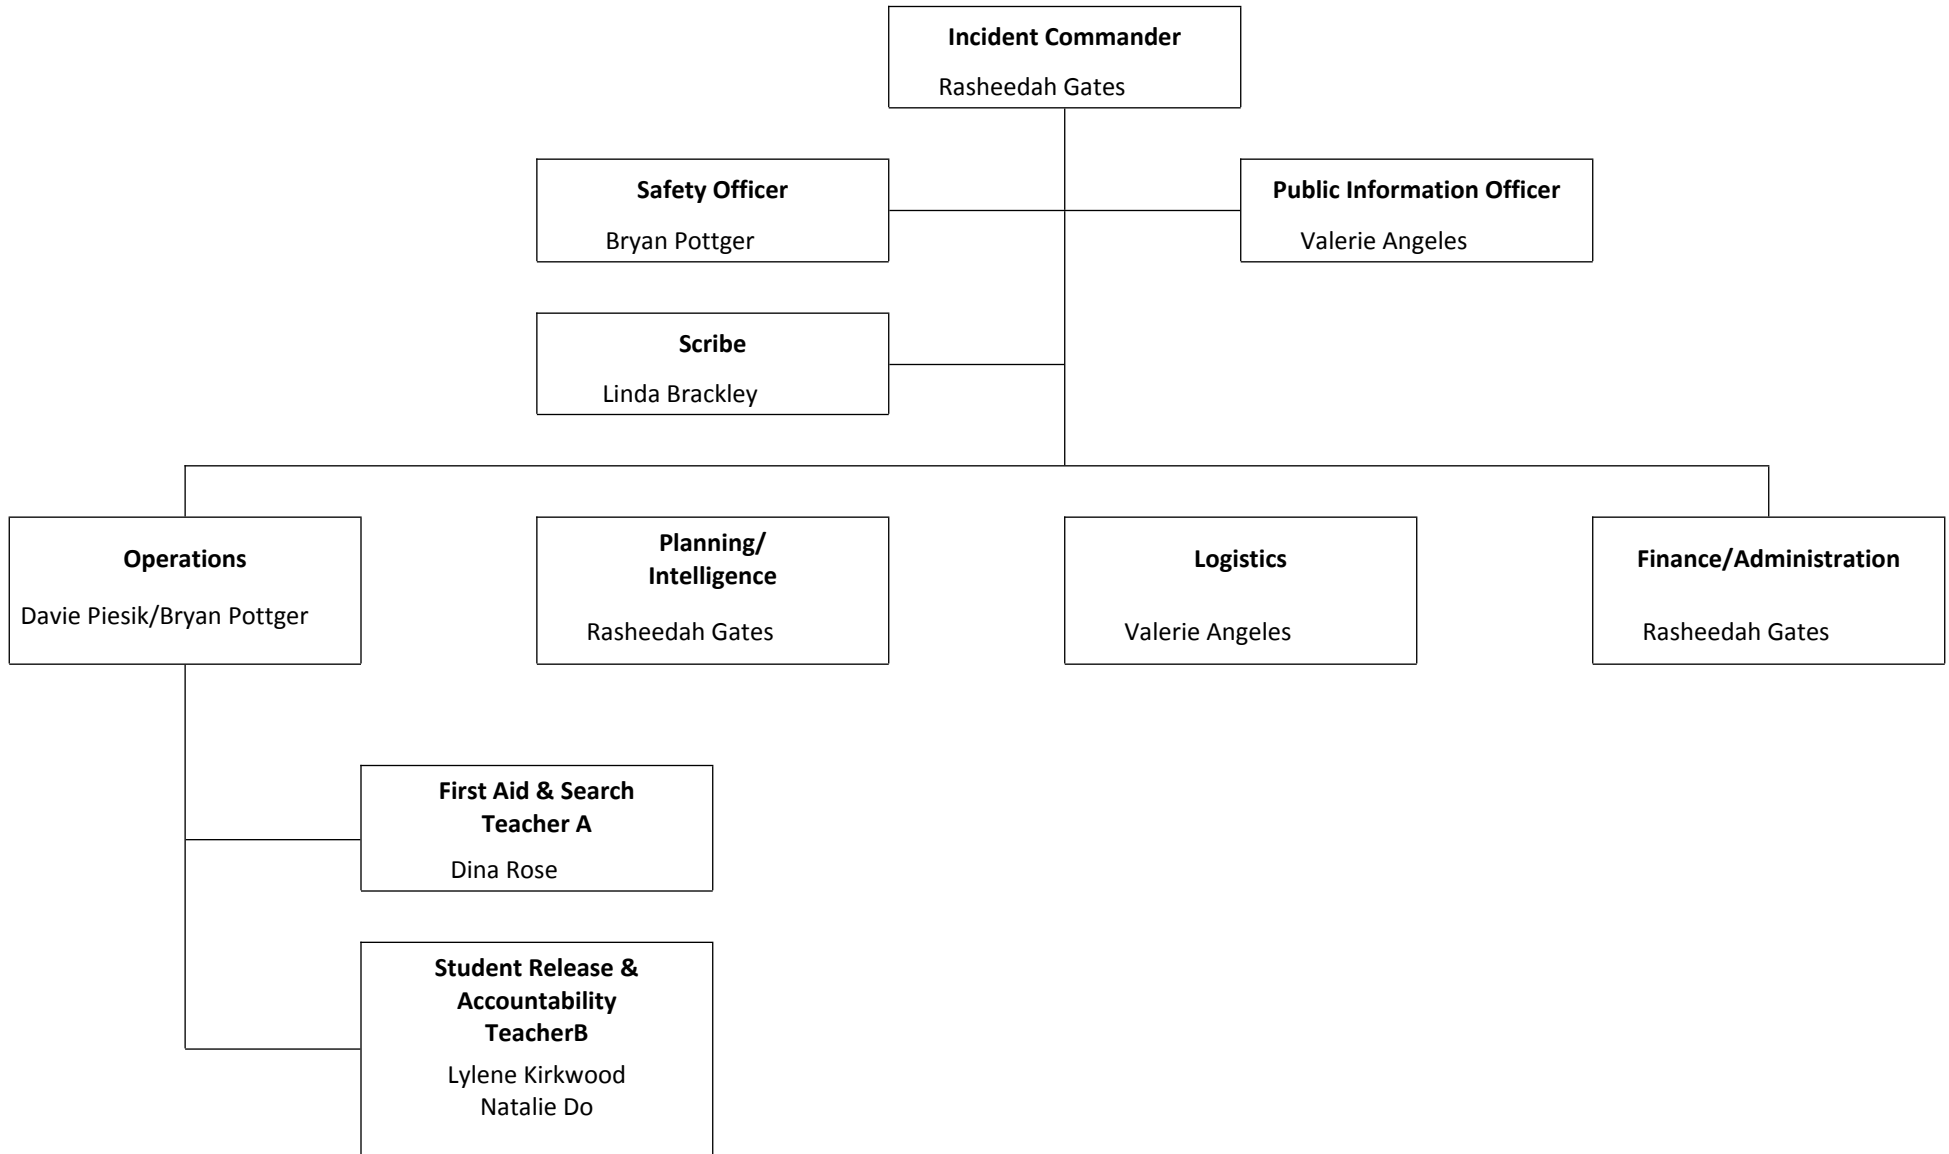 Incident Commander
Rasheedah Gates
Safety Officer
Bryan Pottger
Public Information Officer
Valerie Angeles
Scribe
Linda Brackley
Operations
Davie Piesik/Bryan Pottger
Planning/
Intelligence
Rasheedah Gates
Logistics
Valerie Angeles
Finance/Administration
Rasheedah Gates
First Aid & Search
Teacher A
Dina Rose
Student Release &
Accountability
TeacherB
Lylene Kirkwood
Natalie Do